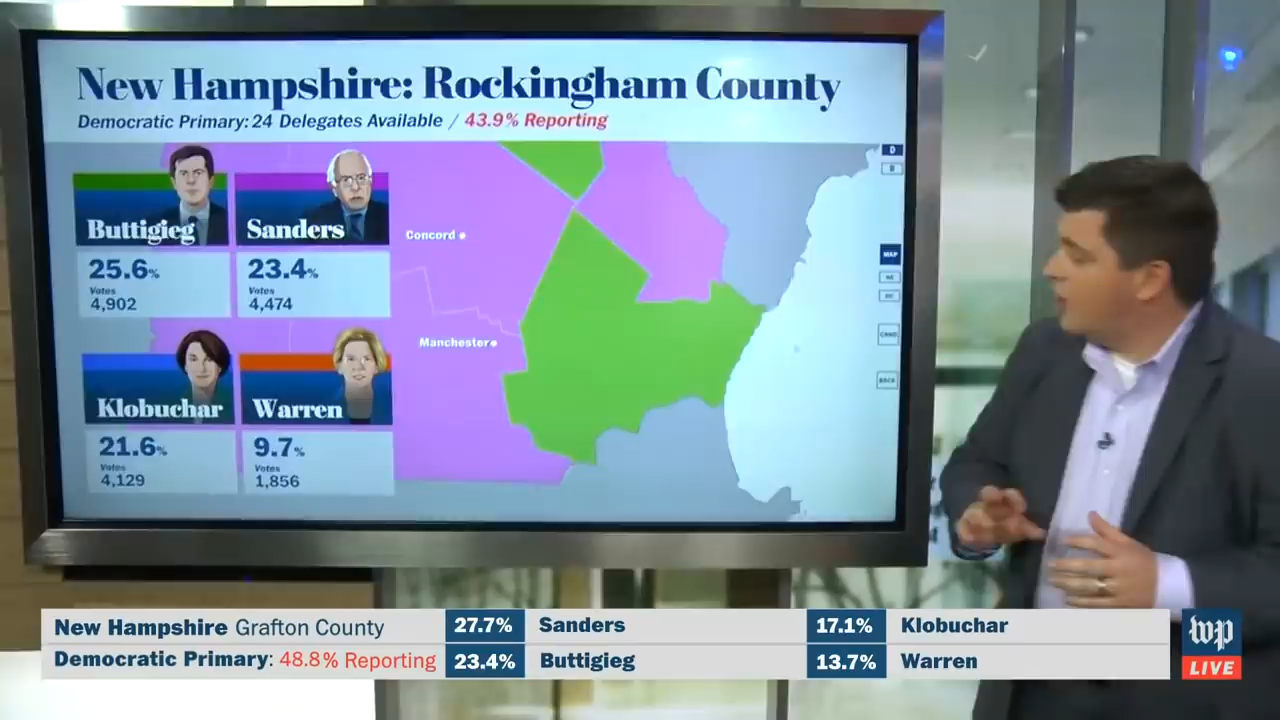 New Hampshire: Rockingham County
Democratic Primary: 24 Delegates Available / 43.9% Reporting
Buttigieg
25.6%
Votes
4,902
Sanders
23.4%
Votes
4,474
Klobuchar
21.6%
Votes
4,129
Warren
9.7%
Votes
1,856
Concord
Manchester
D
MAP
CAND
BACK
New Hampshire Grafton County
Democratic Primary: 48.8% Reporting
27.7% Sanders
23.4% Buttigieg
17.1% Klobuchar
13.7% Warren
wp
LIVE